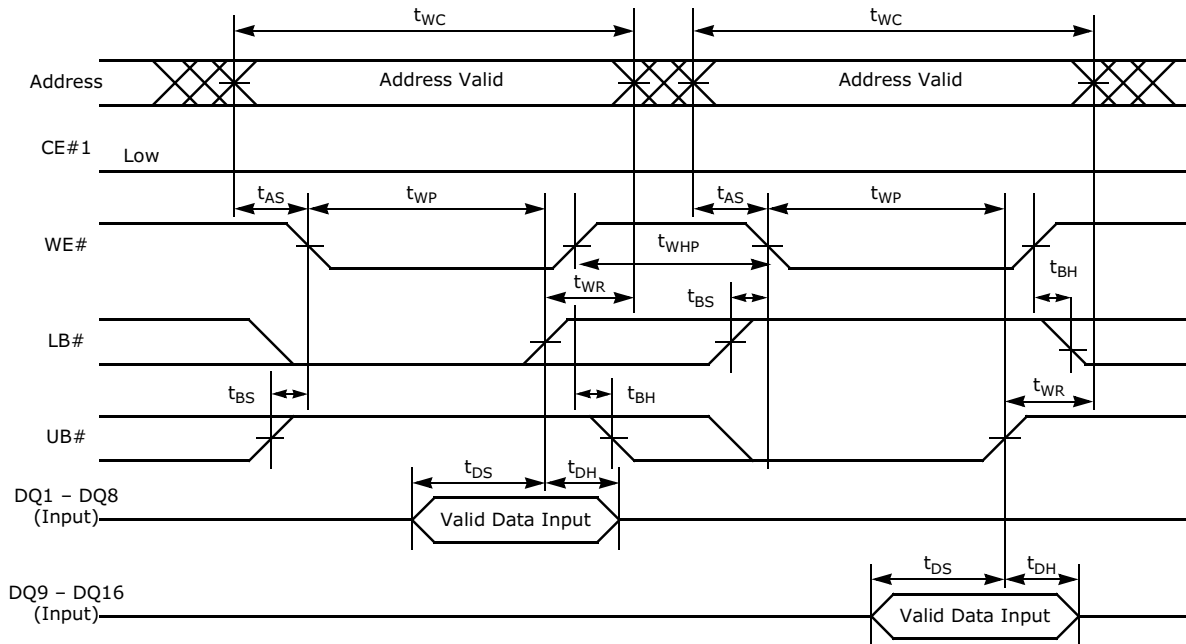 tWC tWC
Address Address Valid Address Valid
CE#1 Low
tAS tWP tAS tWP
WE# tWHP tBH
tWR tBS
LB#
tBS tBH tWR
UB#
tDS tDH
DQ1 – DQ8
(Input) Valid Data Input
tDS tDH
DQ9 – DQ16
(Input) Valid Data Input